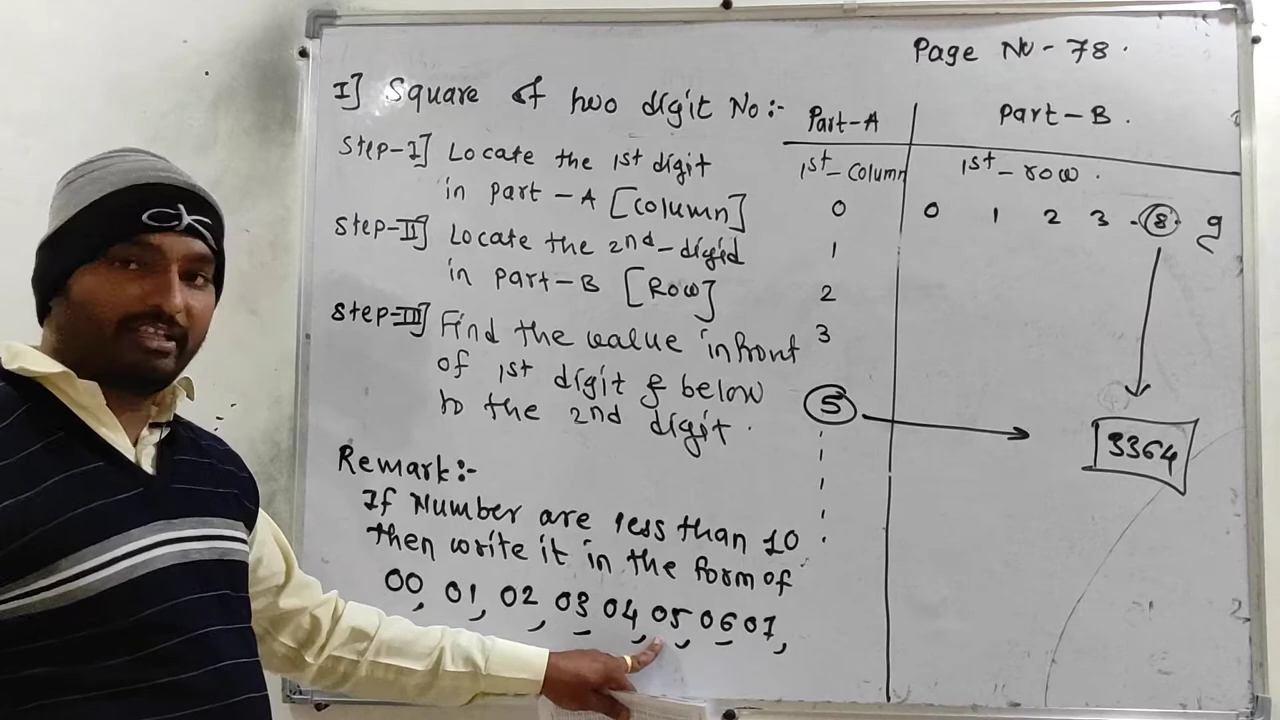 Page No - 78.
I] Square of two digit No :-
Step-I] Locate the 1st digit
in part - A [column]
Step-II] Locate the 2nd-digid
in part-B [Row]
Step-III] Find the value infront
of 1st digit & below
to the 2nd digit.
Remark:-
If Number are less than 10
then write it in the form of
00, 01, 02, 03 04, 05, 06 07,
Part-A Part-B.
1st-column 1st-row.
0 0 1 2 3 - 8 9
1
2
3
5
3364
CK